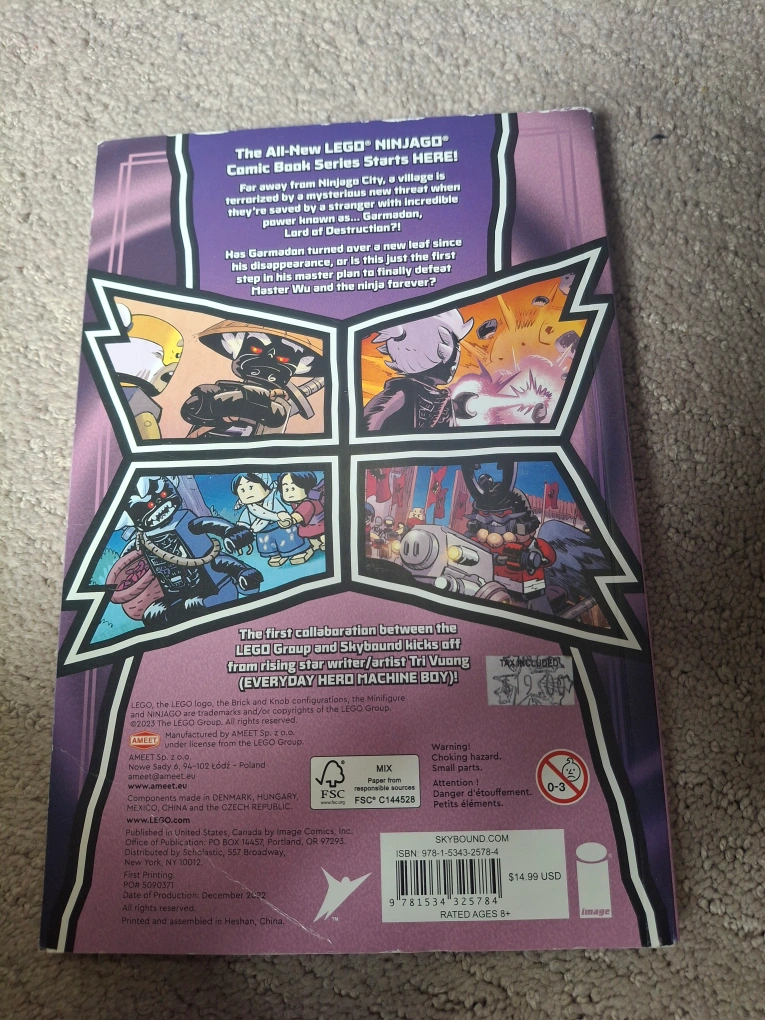 The All-New LEGO® NINJAGO®
Comic Book Series Starts HERE!
Far away from Ninjago City, a village is
terrorized by a mysterious new threat when
they're saved by a stranger with incredible
power known as... Garmadon,
Lord of Destruction?!
Has Garmadon turned over a new leaf since
his disappearance, or is this just the first
step in his master plan to finally defeat
Master Wu and the ninja forever?
The first collaboration between the
LEGO Group and Skybound kicks off
from rising star writer/artist Tri Vuong
(EVERYDAY HERO MACHINE BOY)!
TAX INCLUDED
$12.00
LEGO, the LEGO logo, the Brick and Knob configurations, the Minifigure
and NINJAGO are trademarks and/or copyrights of the LEGO Group.
©2023 The LEGO Group. All rights reserved.
AMEET
Manufactured by AMEET Sp. z o.o.
under license from the LEGO Group.
AMEET Sp. z o.o.
Nowe Sady 6, 94-102 Łódź – Poland
ameet@ameet.eu
www.ameet.eu
Components made in DENMARK, HUNGARY,
MEXICO, CHINA and the CZECH REPUBLIC.
www.LEGO.com
FSC
www.fsc.org
MIX
Paper from
responsible sources
FSC® C144528
Warning!
Choking hazard.
Small parts.
Attention !
Danger d'étouffement.
Petits éléments.
0-3
Published in United States, Canada by Image Comics, Inc.
Office of Publication: PO BOX 14457, Portland, OR 97293.
Distributed by Scholastic, 557 Broadway,
New York, NY 10012.
First Printing
PO# 5090371
Date of Production: December 2022
All rights reserved.
Printed and assembled in Heshan, China.
TM
SKYBOUND.COM
ISBN: 978-1-5343-2578-4
$14.99 USD
9 781534 325784
RATED AGES 8+
image